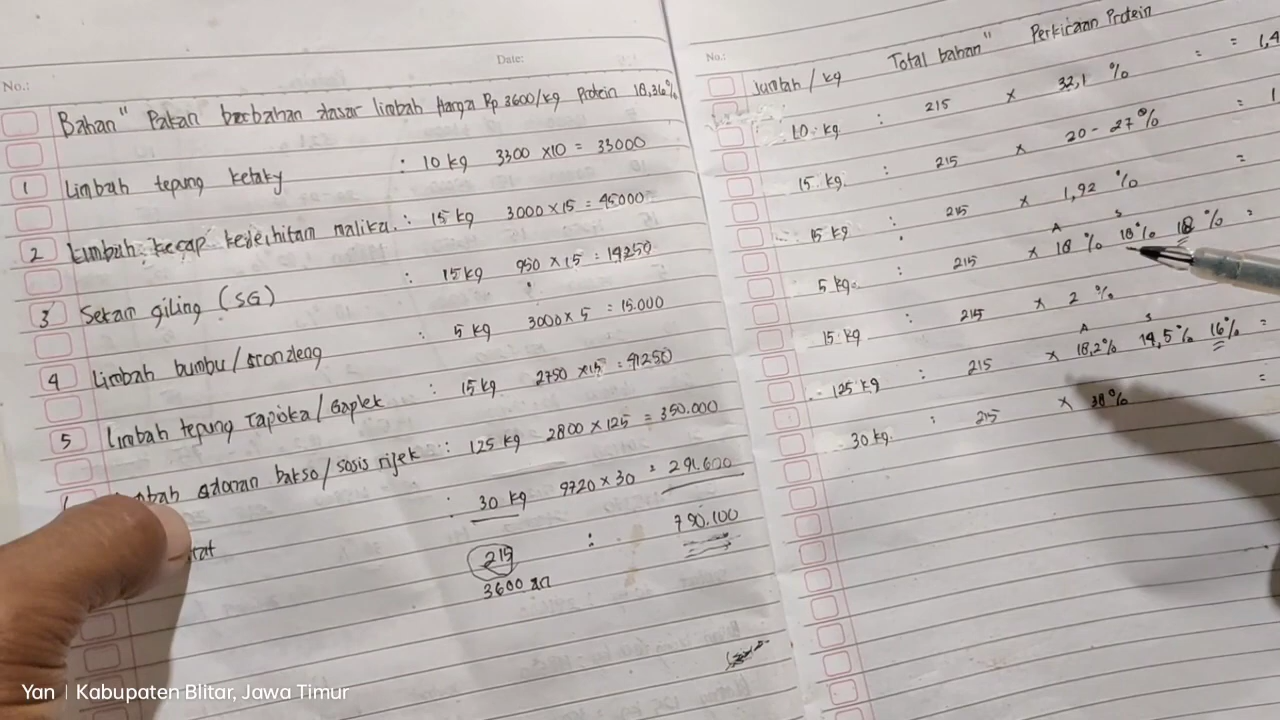 No.:
Date:
Bahan" Pakan berbahan dasar limbah Harga Rp 3600/kg Protein 18,36%
1 Limbah tepung ketaky : 10 kg 3300 x10 = 33000
2 Limbah kecap kedelhitam malika. : 15 kg 3000 x 15 = 45000
3 Sekam giling (SG) : 15 kg 950 x 15 = 14250
4 Limbah bumbu/ : 5 kg 3000 x 5 = 15.000
5 Limbah tepung Tapioka/Gaplek : 15 kg 2750 x 15 = 41250
adonan bakso/sosis rijek : 125 kg 2800 x 125 = 350.000
: 30 kg 9720 x 30 = 291.600
215 : 790.100
3600
No.:
Jumlah / kg Total bahan" Perkiraan Protein
10 kg : 215 x 32,1 % =
15 kg : 215 x 20 - 27% =
15 kg : 215 x 1,92 % =
A S
5 kg : 215 x 18 % 18% 18 % =
15 kg : 215 x 2 %
A S
125 kg : 215 x 18,2% 14,5% 16% =
30 kg. : 215 x 38% =
Yan | Kabupaten Blitar, Jawa Timur